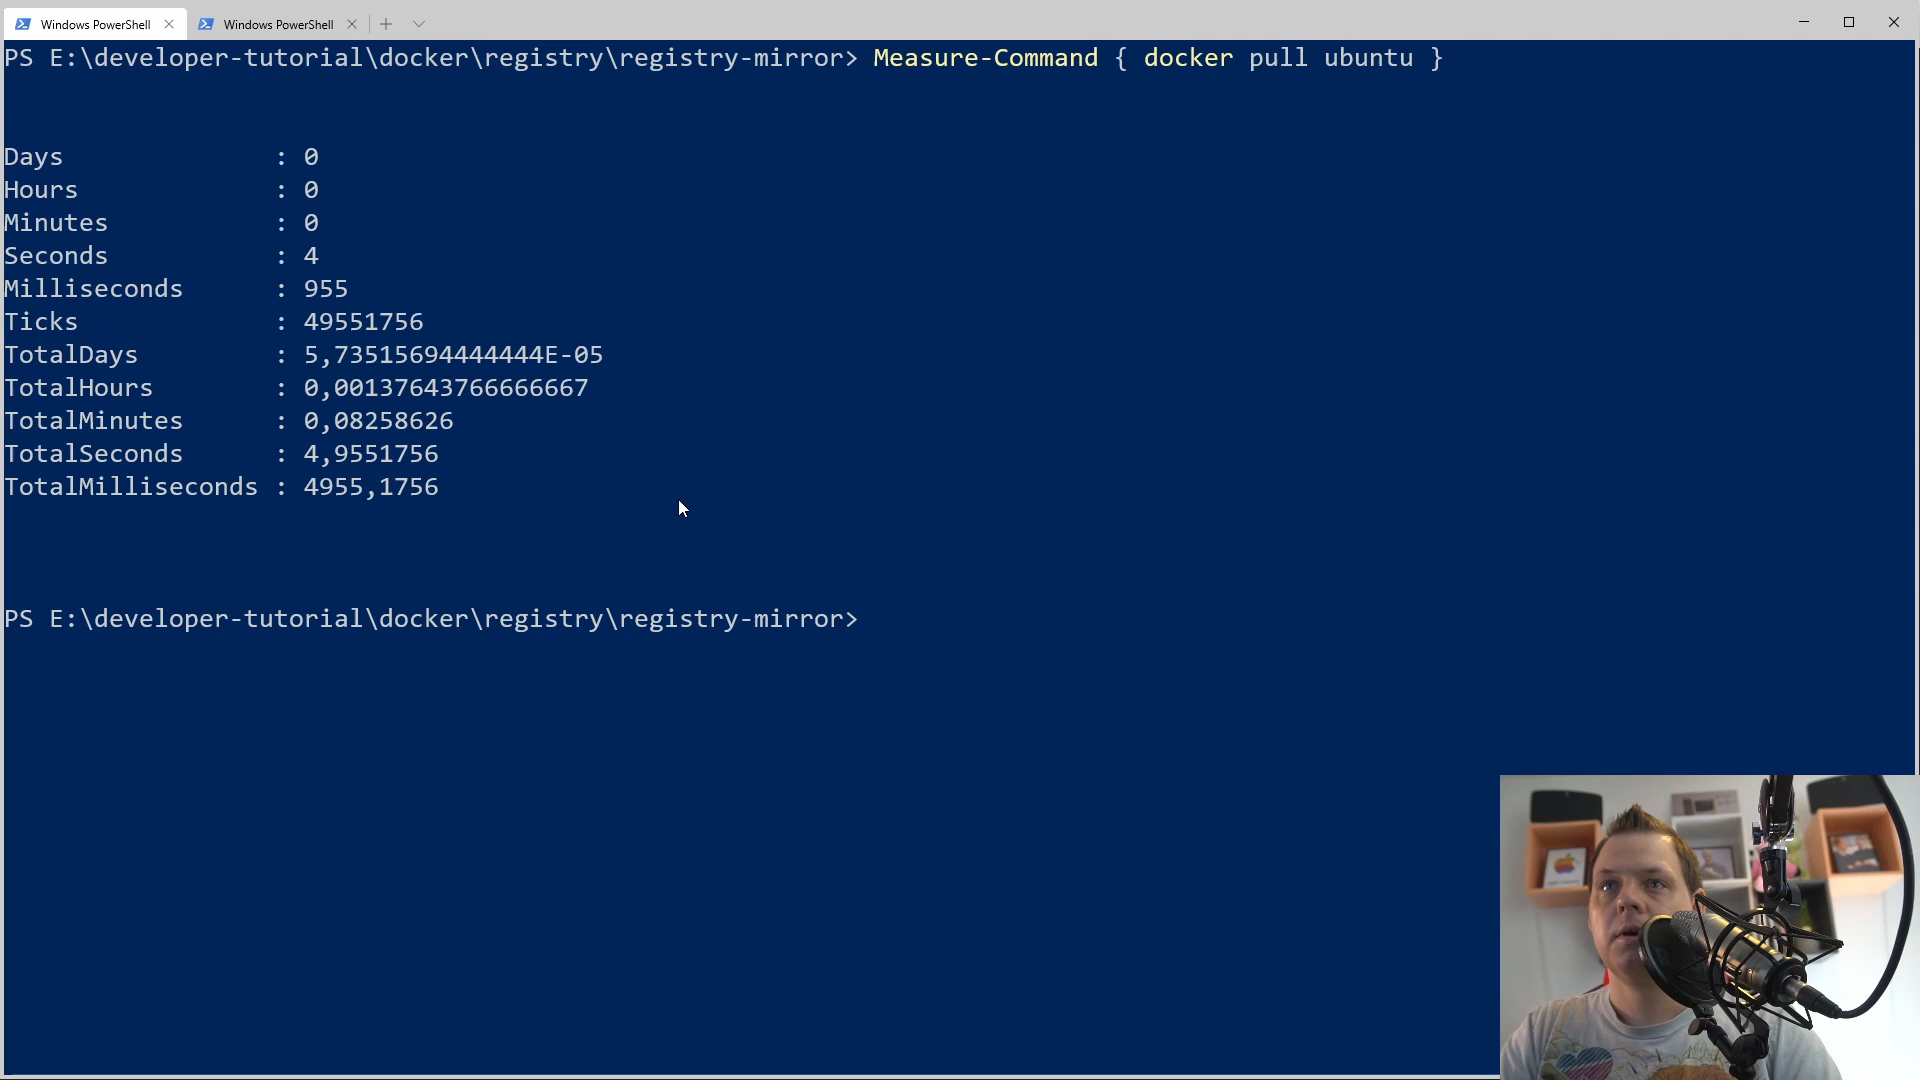 Windows PowerShell
Windows PowerShell
PS E:\developer-tutorial\docker\registry\registry-mirror> Measure-Command { docker pull ubuntu }
Days : 0
Hours : 0
Minutes : 0
Seconds : 4
Milliseconds : 955
Ticks : 49551756
TotalDays : 5,73515694444444E-05
TotalHours : 0,00137643766666667
TotalMinutes : 0,08258626
TotalSeconds : 4,9551756
TotalMilliseconds : 4955,1756
PS E:\developer-tutorial\docker\registry\registry-mirror>